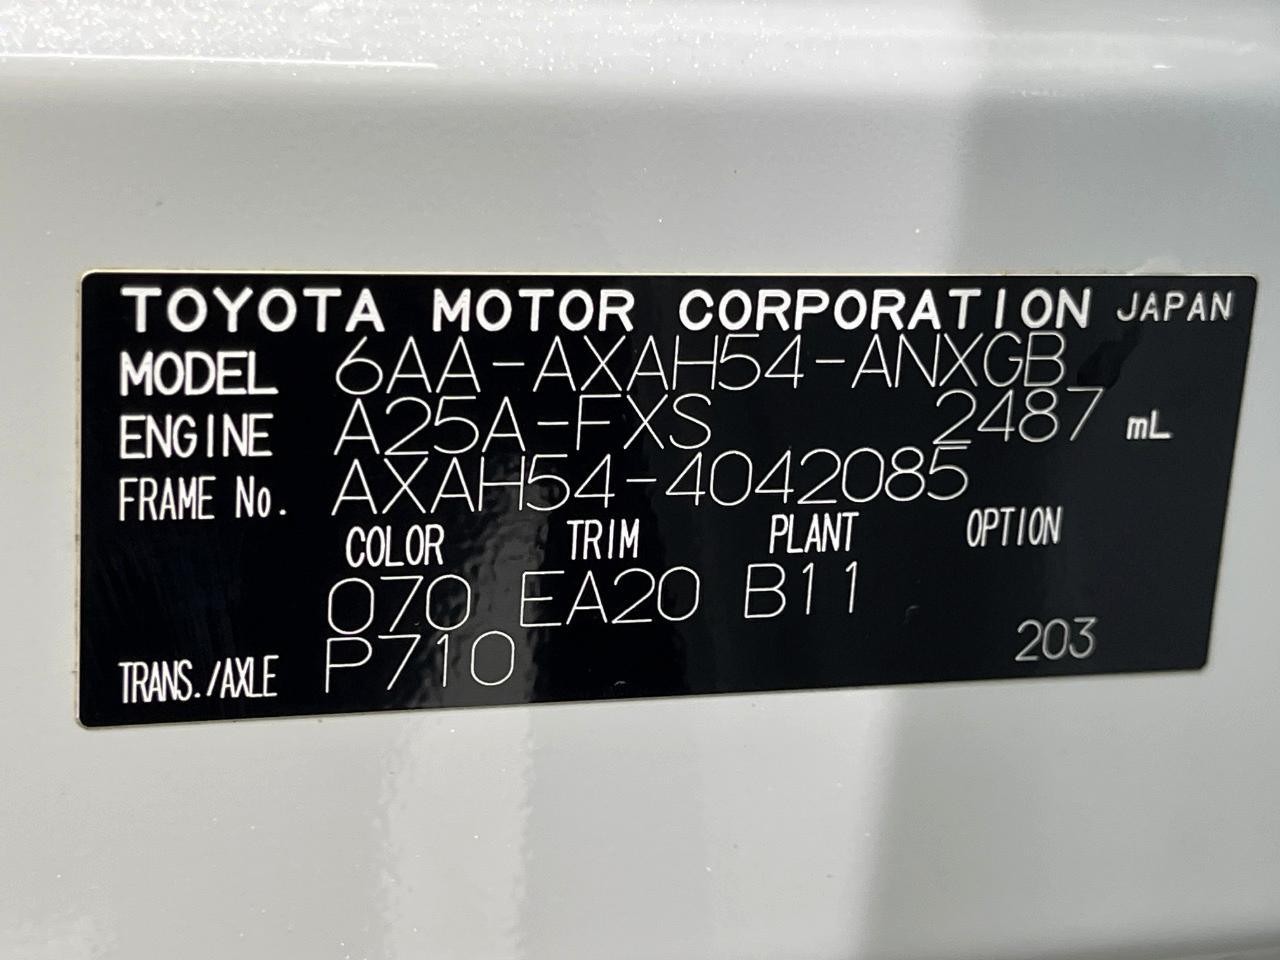 TOYOTA MOTOR CORPORATION JAPAN
MODEL 6AA-AXAH54-ANXGB
ENGINE A25A-FXS 2487 mL
FRAME No. AXAH54-4042085
COLOR TRIM PLANT OPTION
070 EA20 B11
TRANS./AXLE P710 203